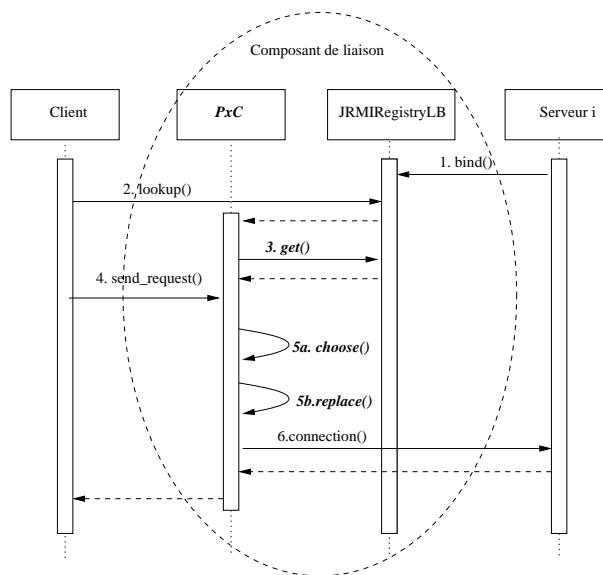 Composant de liaison
Client
PxC
JRMIRegistryLB
Serveur i
1. bind()
2. lookup()
3. get()
4. send_request()
5a. choose()
5b.replace()
6.connection()